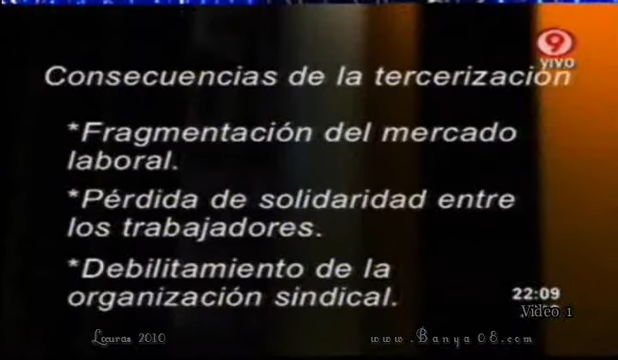 9
VIVO
Consecuencias de la tercerización
*Fragmentación del mercado
laboral.
*Pérdida de solidaridad entre
los trabajadores.
*Debilitamiento de la
organización sindical.
22:09
Video 1
Locuras 2010
www.Banya08.com